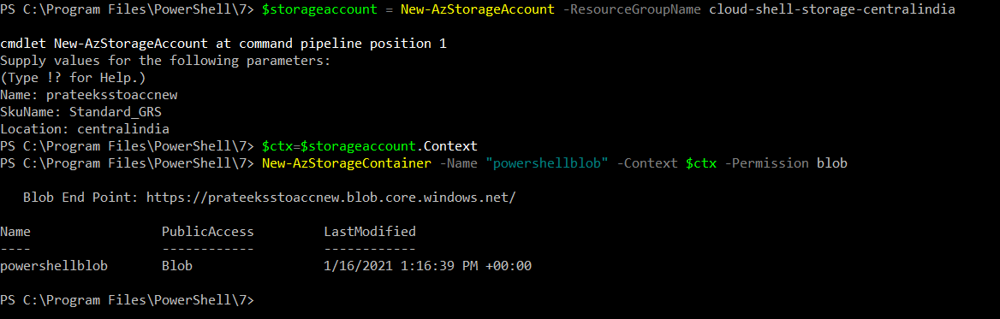 PS C:\Program Files\PowerShell\7> $storageaccount = New-AzStorageAccount -ResourceGroupName cloud-shell-storage-centralindia
cmdlet New-AzStorageAccount at command pipeline position 1
Supply values for the following parameters:
(Type !? for Help.)
Name: prateeksstoaccnew
SkuName: Standard_GRS
Location: centralindia
PS C:\Program Files\PowerShell\7> $ctx=$storageaccount.Context
PS C:\Program Files\PowerShell\7> New-AzStorageContainer -Name "powershellblob" -Context $ctx -Permission blob
Blob End Point: https://prateeksstoaccnew.blob.core.windows.net/
Name PublicAccess LastModified
---- ------------ ------------
powershellblob Blob 1/16/2021 1:16:39 PM +00:00
PS C:\Program Files\PowerShell\7>